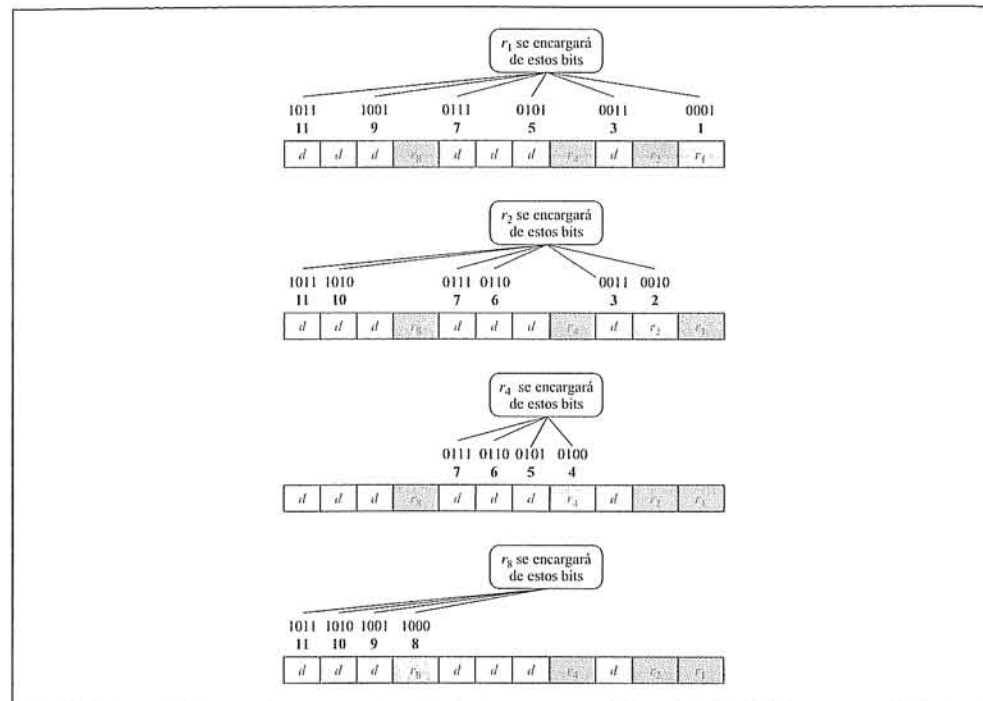 r₁ se encargará
de estos bits
1011 1001 0111 0101 0011 0001
11 9 7 5 3 1
d d d r₈ d d d r₄ d r₂ r₁
r₂ se encargará
de estos bits
1011 1010 0111 0110 0011 0010
11 10 7 6 3 2
d d d r₈ d d d r₄ d r₂ r₁
r₄ se encargará
de estos bits
0111 0110 0101 0100
7 6 5 4
d d d r₈ d d d r₄ d r₂ r₁
r₈ se encargará
de estos bits
1011 1010 1001 1000
11 10 9 8
d d d r₈ d d d r₄ d r₂ r₁